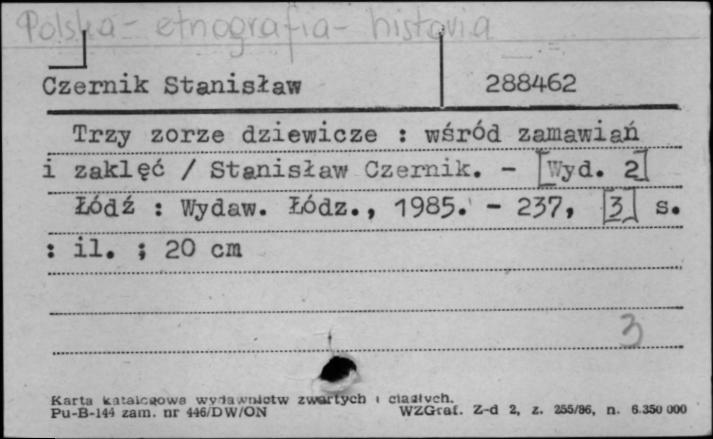 Polska - etnografia - historia
Czernik Stanisław 288462
Trzy zorze dziewicze : wśród zamawiań
i zaklęć / Stanisław Czernik. - [Wyd. 2]
Łódź : Wydaw. Łódz., 1985. - 237, [3] s.
: il. ; 20 cm
3
Karta katalogowa wydawnictw zwartych i ciągłych.
Pu-B-144 zam. nr 446/DW/ON WZGraf. Z-d 2, z. 255/86, n. 6.350 000